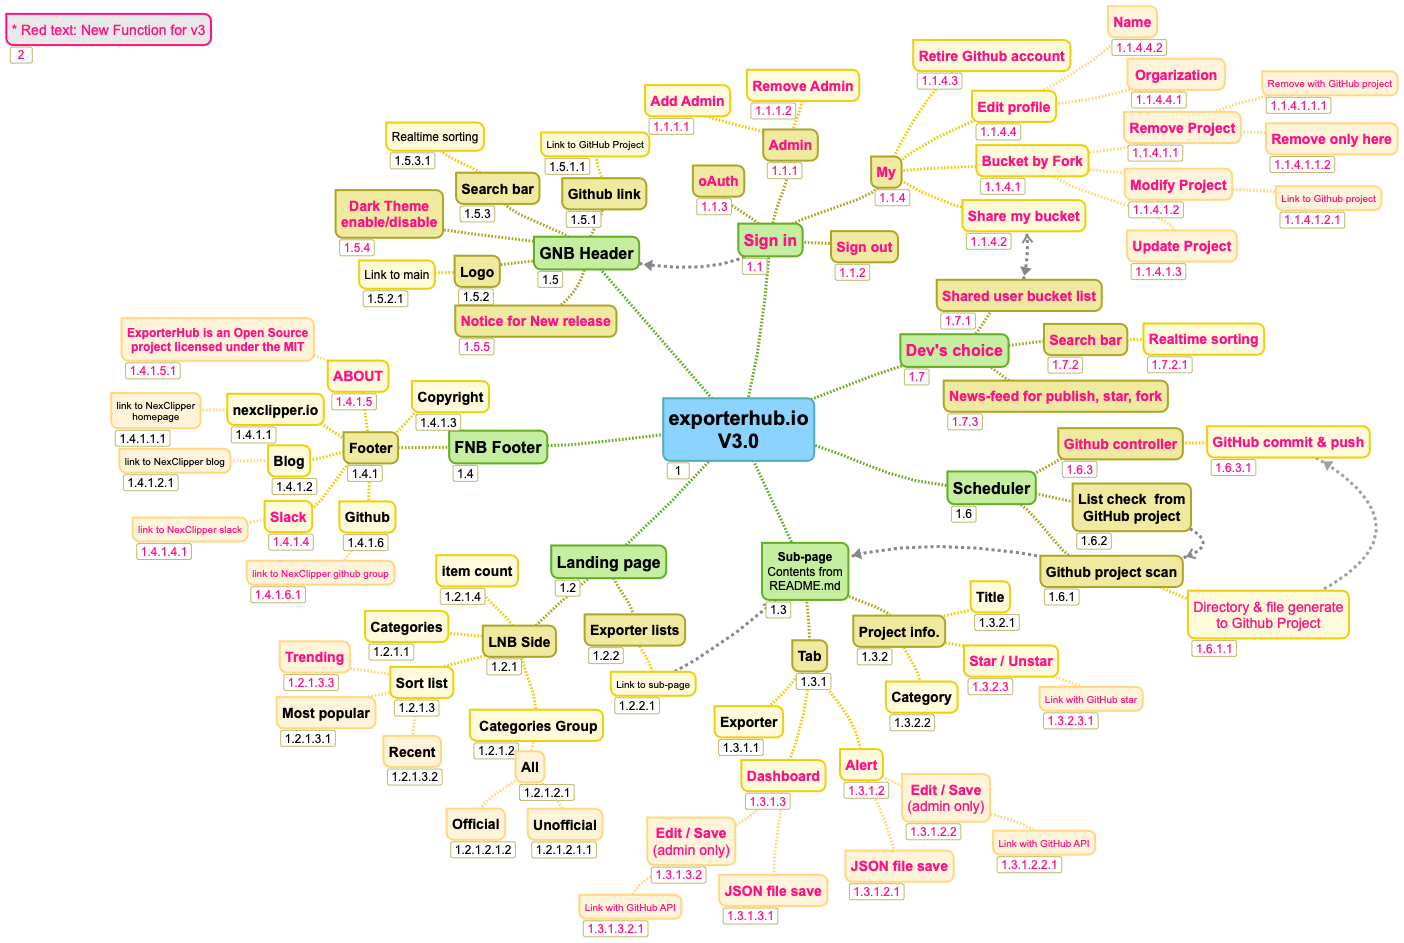 * Red text: New Function for v3
2
exporterhub.io
V3.0
1
Sign in
1.1
Admin
1.1.1
Add Admin
1.1.1.1
Remove Admin
1.1.1.2
Sign out
1.1.2
oAuth
1.1.3
My
1.1.4
Bucket by Fork
1.1.4.1
Remove Project
1.1.4.1.1
Remove with GitHub project
1.1.4.1.1.1
Remove only here
1.1.4.1.1.2
Modify Project
1.1.4.1.2
Link to Github project
1.1.4.1.2.1
Update Project
1.1.4.1.3
Share my bucket
1.1.4.2
Retire Github account
1.1.4.3
Edit profile
1.1.4.4
Orgarization
1.1.4.4.1
Name
1.1.4.4.2
Landing page
1.2
LNB Side
1.2.1
Categories
1.2.1.1
Categories Group
1.2.1.2
All
1.2.1.2.1
Unofficial
1.2.1.2.1.1
Official
1.2.1.2.1.2
Sort list
1.2.1.3
Most popular
1.2.1.3.1
Recent
1.2.1.3.2
Trending
1.2.1.3.3
item count
1.2.1.4
Exporter lists
1.2.2
Link to sub-page
1.2.2.1
Sub-page
Contents from
README.md
1.3
Tab
1.3.1
Exporter
1.3.1.1
Alert
1.3.1.2
JSON file save
1.3.1.2.1
Edit / Save
(admin only)
1.3.1.2.2
Link with GitHub API
1.3.1.2.2.1
Dashboard
1.3.1.3
JSON file save
1.3.1.3.1
Edit / Save
(admin only)
1.3.1.3.2
Link with GitHub API
1.3.1.3.2.1
Project info.
1.3.2
Title
1.3.2.1
Category
1.3.2.2
Star / Unstar
1.3.2.3
Link with GitHub star
1.3.2.3.1
FNB Footer
1.4
Footer
1.4.1
nexclipper.io
1.4.1.1
link to NexClipper
homepage
1.4.1.1.1
Blog
1.4.1.2
link to NexClipper blog
1.4.1.2.1
Copyright
1.4.1.3
Slack
1.4.1.4
link to NexClipper slack
1.4.1.4.1
ABOUT
1.4.1.5
ExporterHub is an Open Source
project licensed under the MIT
1.4.1.5.1
Github
1.4.1.6
link to NexClipper github group
1.4.1.6.1
GNB Header
1.5
Github link
1.5.1
Link to GitHub Project
1.5.1.1
Logo
1.5.2
Link to main
1.5.2.1
Search bar
1.5.3
Realtime sorting
1.5.3.1
Dark Theme
enable/disable
1.5.4
Notice for New release
1.5.5
Scheduler
1.6
Github project scan
1.6.1
Directory & file generate
to Github Project
1.6.1.1
List check  from
GitHub project
1.6.2
Github controller
1.6.3
GitHub commit & push
1.6.3.1
Dev's choice
1.7
Shared user bucket list
1.7.1
Search bar
1.7.2
Realtime sorting
1.7.2.1
News-feed for publish, star, fork
1.7.3